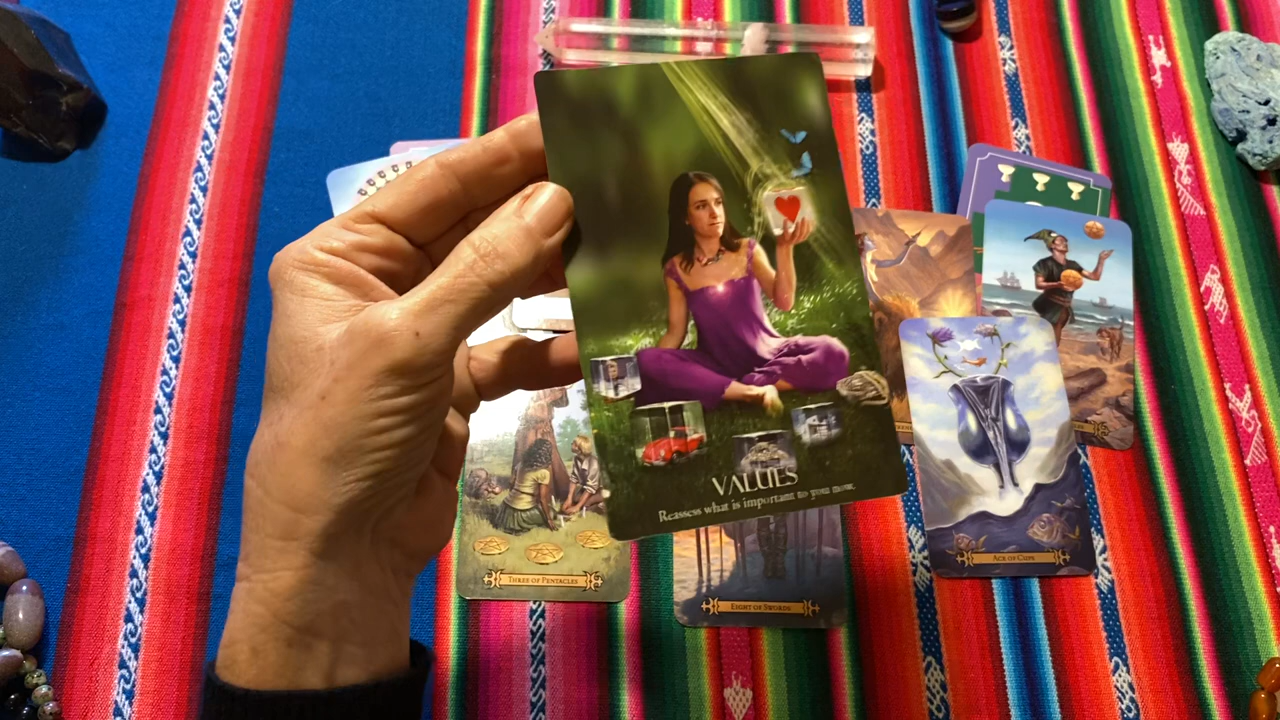 VALUES
Reassess what is important to you now.
THREE OF PENTACLES
EIGHT OF SWORDS
ACE OF CUPS